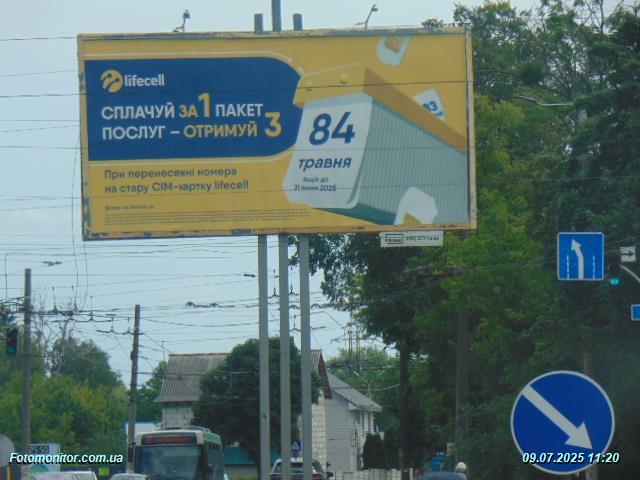 lifecell
СПЛАЧУЙ ЗА 1 ПАКЕТ
ПОСЛУГ – ОТРИМУЙ 3
При перенесенні номера
на стару СІМ-картку lifecell
84
травня
Акція до
31 липня 2025
83
Fotomonitor.com.ua
09.07.2025 11:20